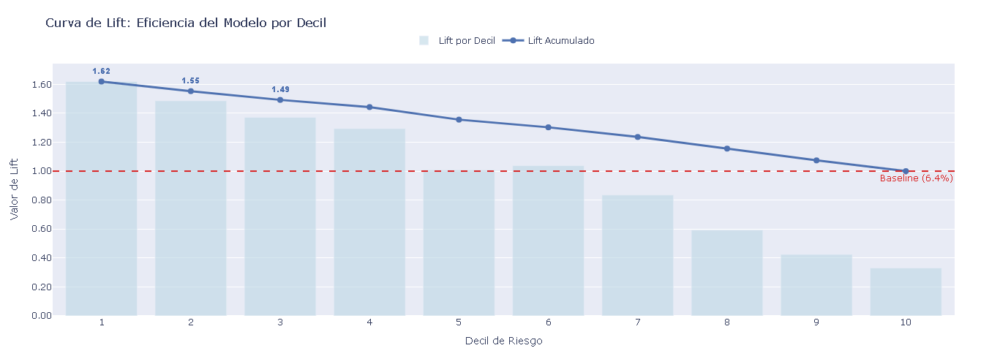 Curva de Lift: Eficiencia del Modelo por Decil
Lift por Decil
Lift Acumulado
1.62
1.55
1.49
1.60
1.40
1.20
1.00
0.80
0.60
0.40
0.20
0.00
Valor de Lift
Baseline (6.4%)
1 2 3 4 5 6 7 8 9 10
Decil de Riesgo